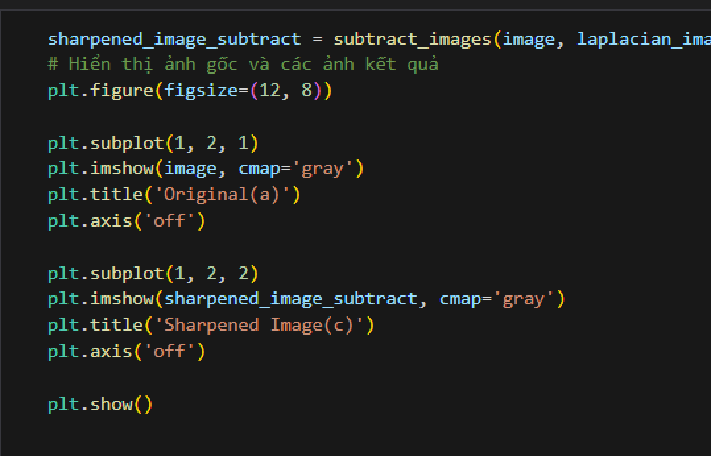 sharpened_image_subtract = subtract_images(image,
# Hiển thị ảnh gốc và các ảnh kết quả
plt.figure(figsize=(12, 8))
plt.subplot(1, 2, 1)
plt.imshow(image, cmap='gray')
plt.title('Original(a)')
plt.axis('off')
plt.subplot(1, 2, 2)
plt.imshow(sharpened_image_subtract, cmap='gray')
plt.title('Sharpened Image(c)')
plt.axis('off')
plt.show()